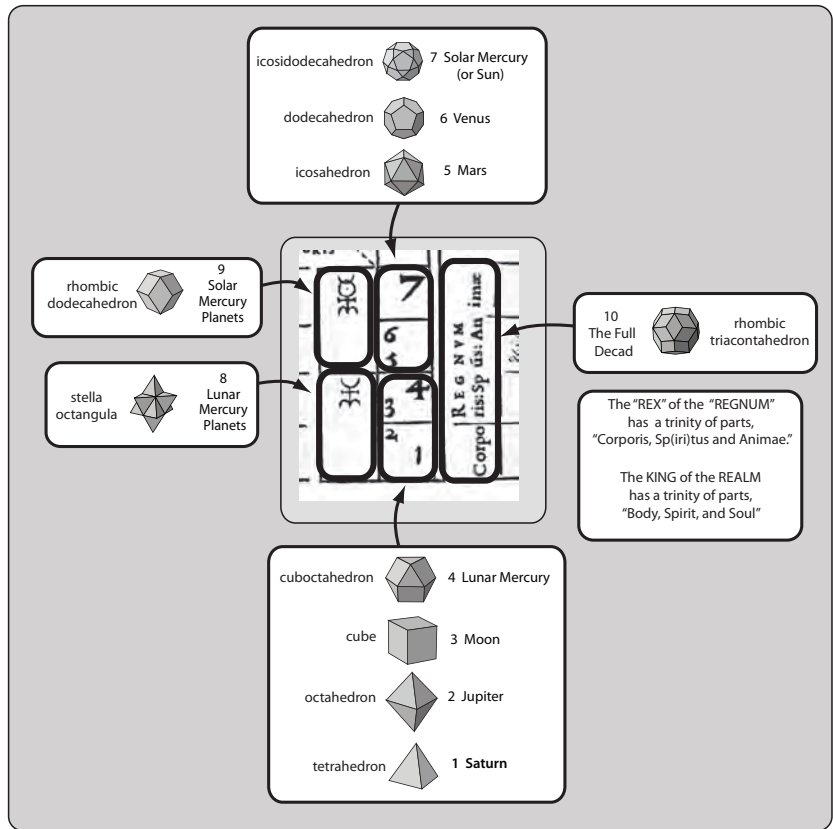 icosidodecahedron
7 Solar Mercury
(or Sun)
dodecahedron
6 Venus
icosahedron
5 Mars
rhombic
dodecahedron
9
Solar
Mercury
Planets
stella
octangula
8
Lunar
Mercury
Planets
7
6
5
4
3
2
1
REGNVM
Corporis: Sp ús: Animæ
10
The Full
Decad
rhombic
triacontahedron
The “REX” of the “REGNUM”
has a trinity of parts,
“Corporis, Sp(iri)tus and Animae.”
The KING of the REALM
has a trinity of parts,
“Body, Spirit, and Soul”
cuboctahedron
4 Lunar Mercury
cube
3 Moon
octahedron
2 Jupiter
tetrahedron
1 Saturn